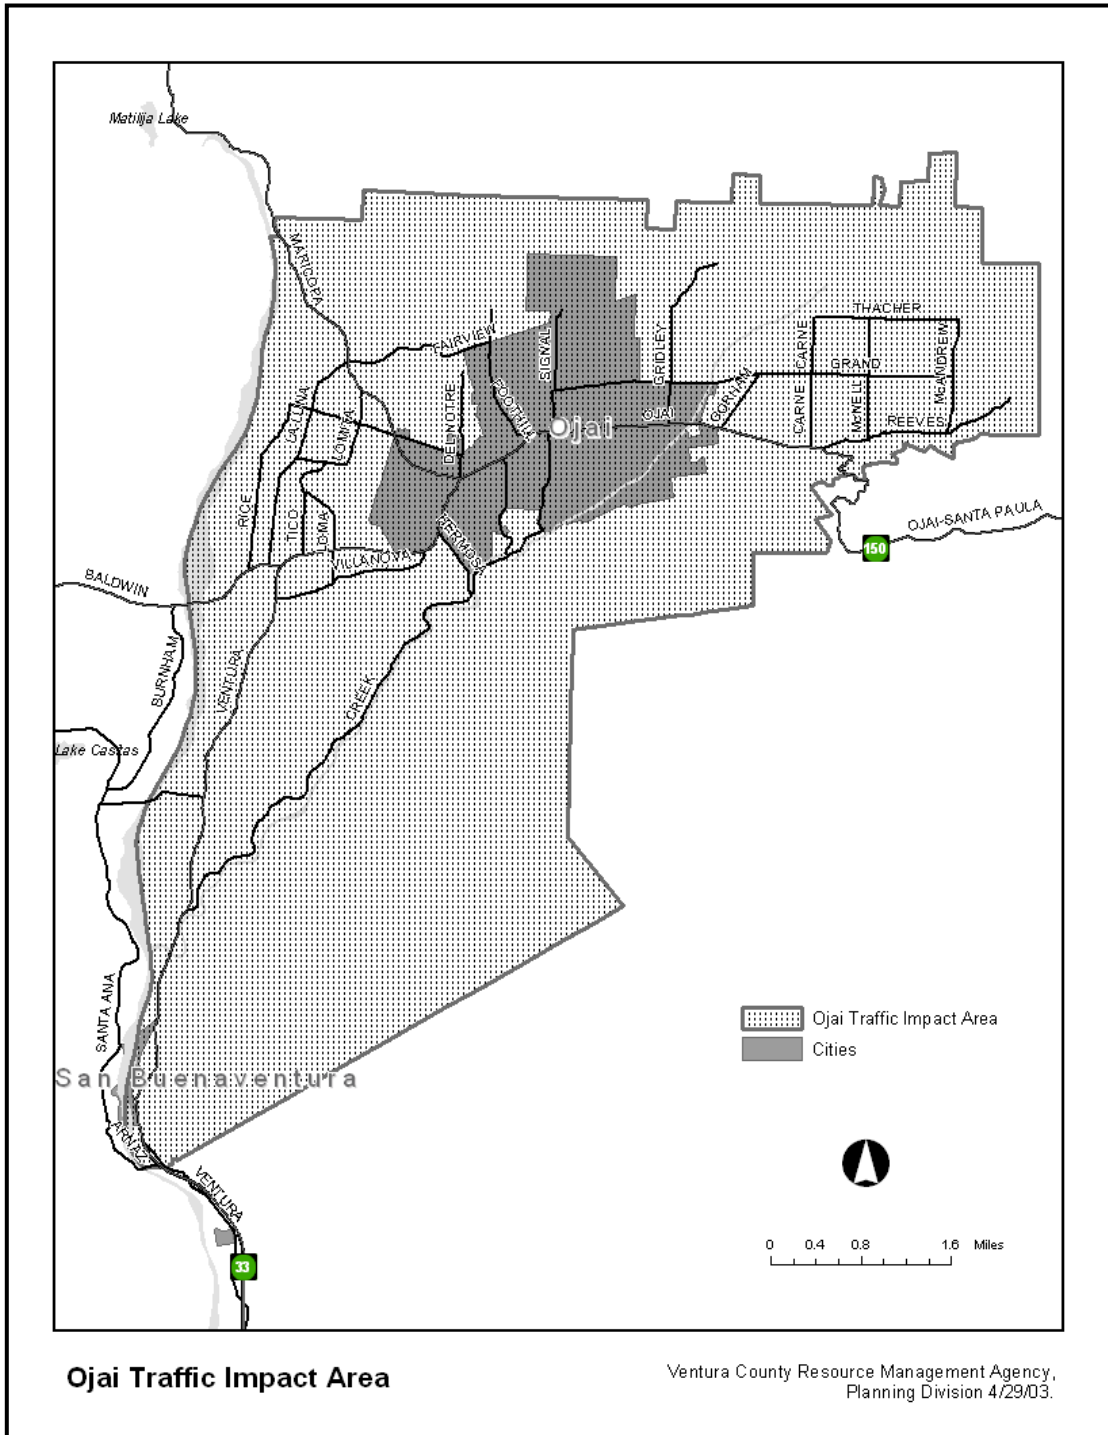 Matilija Lake
MARICOPA
THACHER
FAIRVIEW
SIGNAL
GRIDLEY
CARNE
McANDREW
GRAND
LA LUNA
LOMITA
DEL NORTE
FOOTHILL
Ojai
OJAI
GORHAM
CARNE
McNELL
REEVES
RICE
TICO
LOMA
HERMOSA
VILLANOVA
OJAI-SANTA PAULA
150
BALDWIN
BURNHAM
VENTURA
CREEK
Lake Casitas
SANTA ANA
San Buenaventura
ARNAZ
VENTURA
33
Ojai Traffic Impact Area
Cities
0 0.4 0.8 1.6 Miles
Ojai Traffic Impact Area
Ventura County Resource Management Agency,
Planning Division 4/29/03.